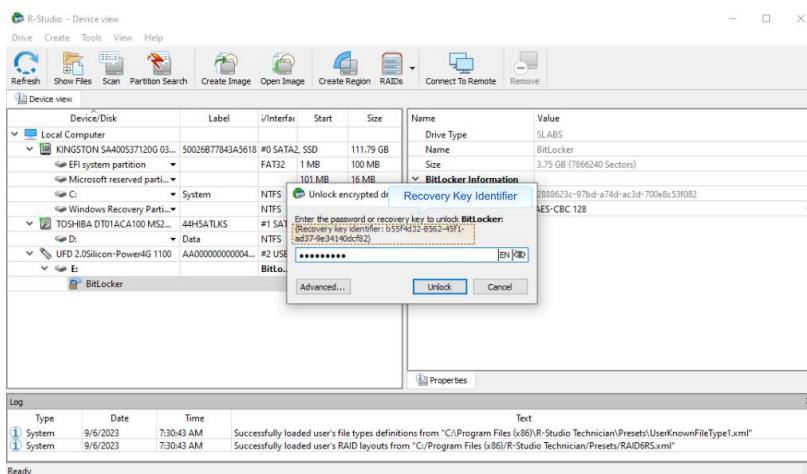 R-Studio - Device view
Drive Create Tools View Help
Refresh Show Files Scan Partition Search Create Image Open Image Create Region RAIDs Connect To Remote Remove
Device view
Device/Disk Label Start Size
Local Computer
KINGSTON SA400S37120G 03... 50026B77843A5618 #0 SATA2, SSD 111.79 GB
EFI system partition FAT32 1 MB 100 MB
Microsoft reserved parti... 101 MB 16 MB
C: System NTFS
Windows Recovery Parti... NTFS
TOSHIBA DT01ACA100 MS2... 44H5ATLKS #1 SAT
D: Data NTFS
UFD 2.0Silicon-Power4G 1100 AA000000000004... #2 USB
E: BitLo..
BitLocker
Name Value
Drive Type SLABS
Name BitLocker
Size 3.75 GB (7866240 Sectors)
BitLocker Information
2888623c-97bd-a74d-ac3d-700e8c53f082
AES-CBC 128
Unlock encrypted dr
Recovery Key Identifier
Enter the password or recovery key to unlock BitLocker:
(Recovery key identifier: b55f4d32-8562-45f1-
ad37-9e34140dcf82)
••••••••• EN
Advanced... Unlock Cancel
Properties
Log
Type Date Time Text
System 9/6/2023 7:30:43 AM Successfully loaded user's file types definitions from "C:\Program Files (x86)\R-Studio Technician\Presets\UserKnownFileType1.xml"
System 9/6/2023 7:30:43 AM Successfully loaded user's RAID layouts from "C:/Program Files (x86)/R-Studio Technician/Presets/RAID6RS.xml"
Ready